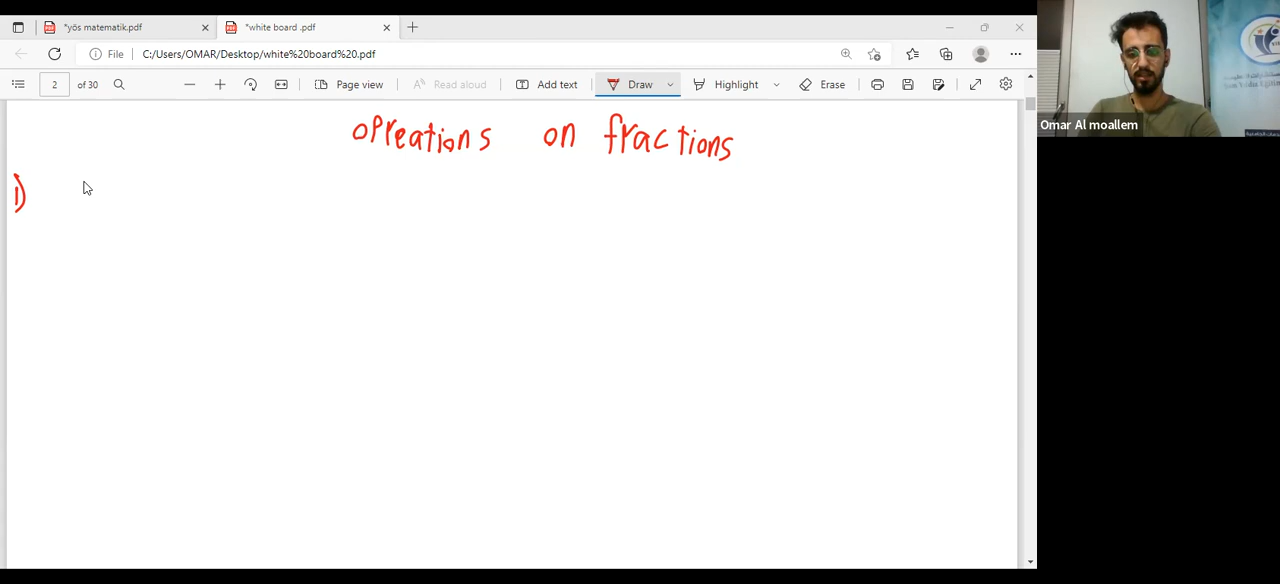 *yös matematik.pdf
*white board .pdf
File
C:/Users/OMAR/Desktop/white%20board%20.pdf
2 of 30
Page view
Read aloud
Add text
Draw
Highlight
Erase
Omar Al moallem
opreations on fractions
1)